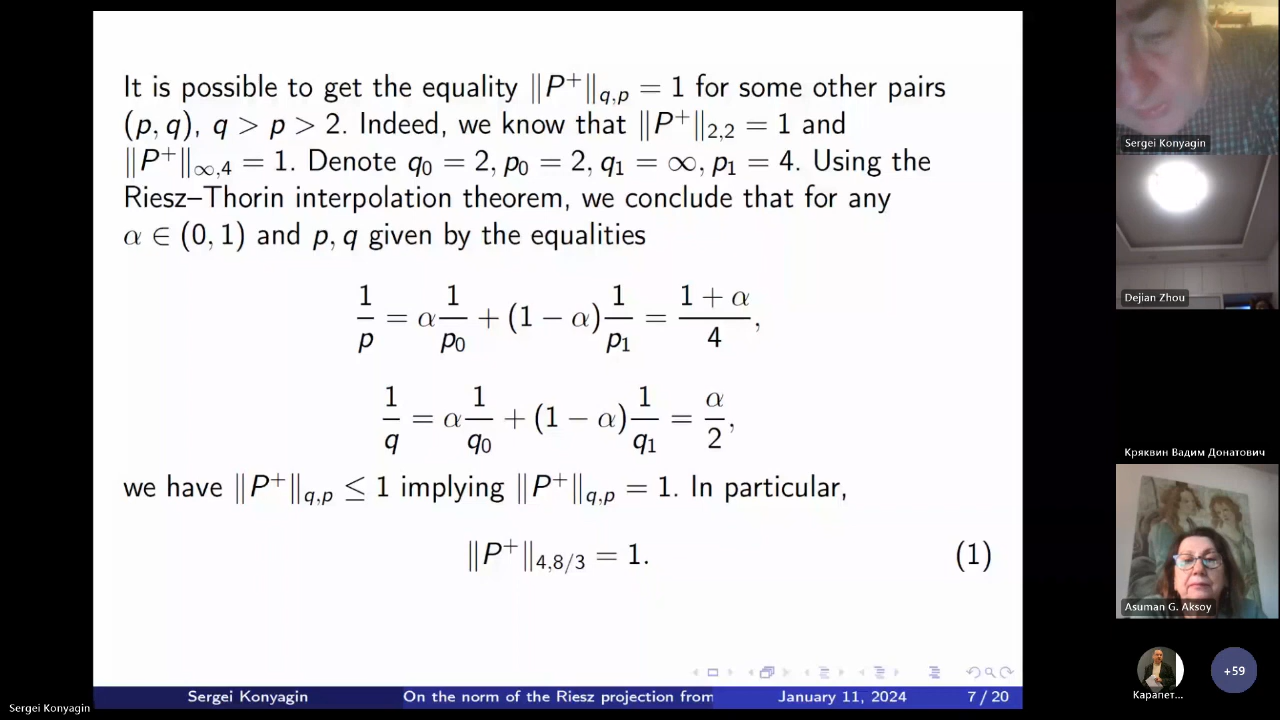 It is possible to get the equality ‖P⁺‖_{q,p} = 1 for some other pairs
(p, q), q > p > 2. Indeed, we know that ‖P⁺‖_{2,2} = 1 and
‖P⁺‖_{∞,4} = 1. Denote q₀ = 2, p₀ = 2, q₁ = ∞, p₁ = 4. Using the
Riesz–Thorin interpolation theorem, we conclude that for any
α ∈ (0, 1) and p, q given by the equalities
1/p = α 1/p₀ + (1 − α) 1/p₁ = (1 + α)/4,
1/q = α 1/q₀ + (1 − α) 1/q₁ = α/2,
we have ‖P⁺‖_{q,p} ≤ 1 implying ‖P⁺‖_{q,p} = 1. In particular,
‖P⁺‖_{4,8/3} = 1. (1)
Sergei Konyagin On the norm of the Riesz projection from January 11, 2024 7 / 20
Sergei Konyagin
Sergei Konyagin
Dejian Zhou
Кряквин Вадим Донатович
Asuman G. Aksoy
Карапет...
+59